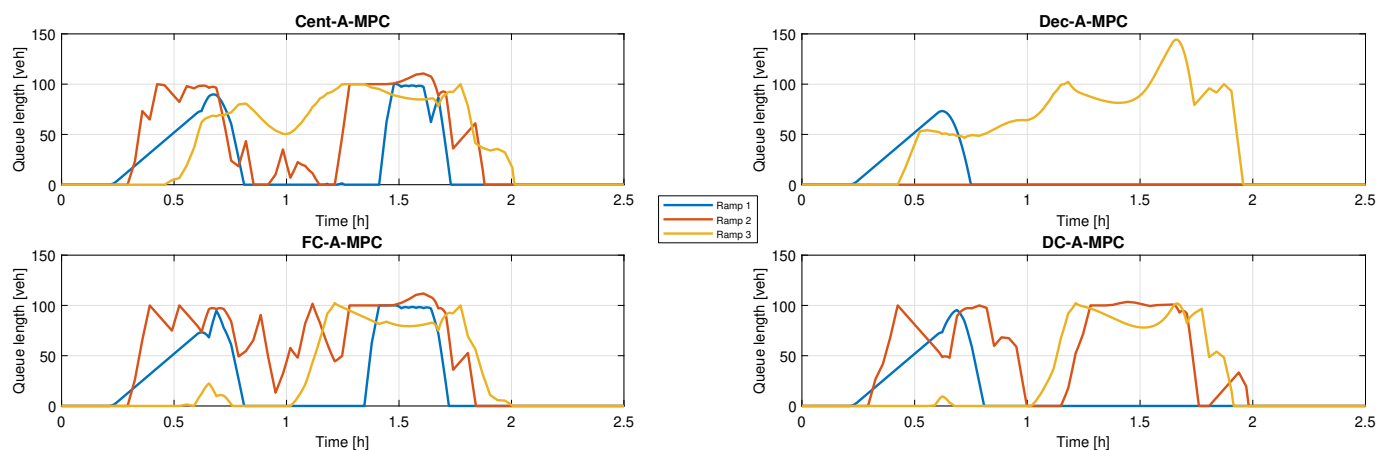 Cent-A-MPC
Queue length [veh]
150
100
50
0
0 0.5 1 1.5 2 2.5
Time [h]
Dec-A-MPC
Queue length [veh]
150
100
50
0
0 0.5 1 1.5 2 2.5
Time [h]
Ramp 1
Ramp 2
Ramp 3
FC-A-MPC
Queue length [veh]
150
100
50
0
0 0.5 1 1.5 2 2.5
Time [h]
DC-A-MPC
Queue length [veh]
150
100
50
0
0 0.5 1 1.5 2 2.5
Time [h]